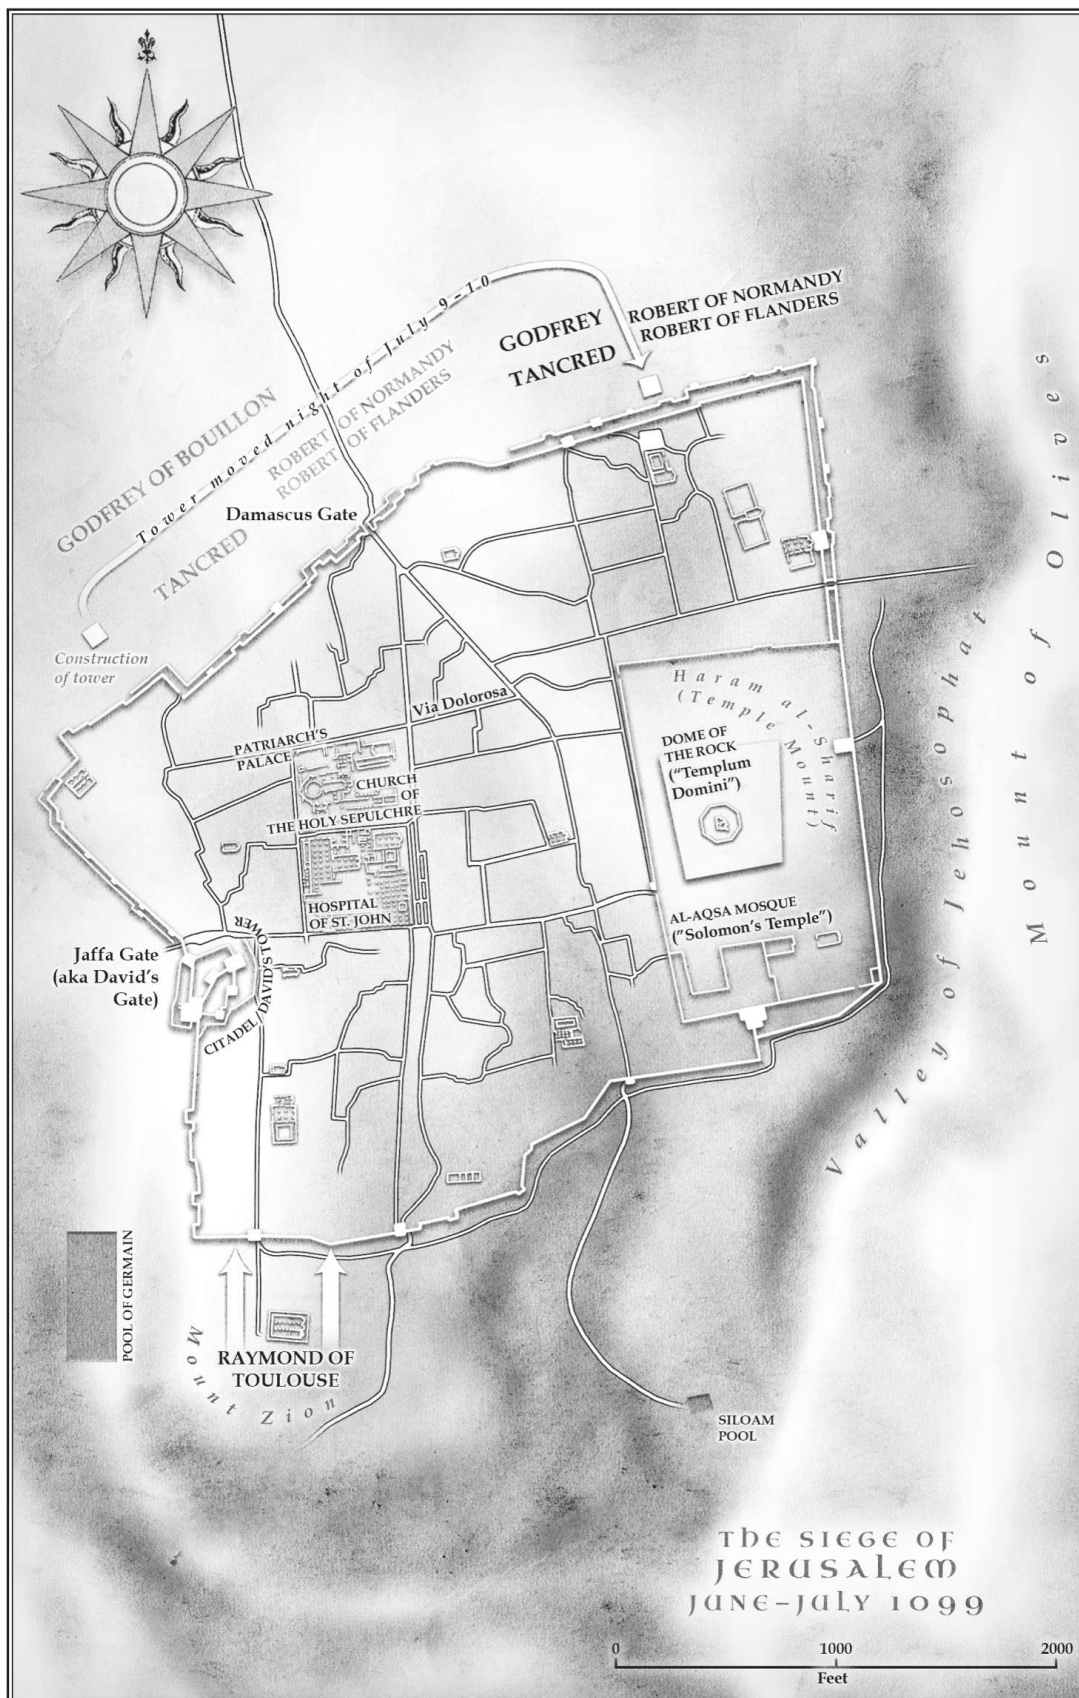 GODFREY
TANCRED
ROBERT OF NORMANDY
ROBERT OF FLANDERS
GODFREY OF BOUILLON
Tower moved night of July 9–10
ROBERT OF NORMANDY
ROBERT OF FLANDERS
TANCRED
Damascus Gate
Construction
of tower
Mount of Olives
Valley of Jehosophat
Haram al-Sharif
(Temple Mount)
Via Dolorosa
PATRIARCH'S
PALACE
CHURCH
OF
THE HOLY SEPULCHRE
DOME OF
THE ROCK
("Templum
Domini")
HOSPITAL
OF ST. JOHN
AL-AQSA MOSQUE
("Solomon's Temple")
Jaffa Gate
(aka David's
Gate)
CITADEL/DAVID'S TOWER
POOL OF GERMAIN
RAYMOND OF
TOULOUSE
Mount Zion
SILOAM
POOL
THE SIEGE OF
JERUSALEM
JUNE–JULY 1099
0 1000 2000
Feet